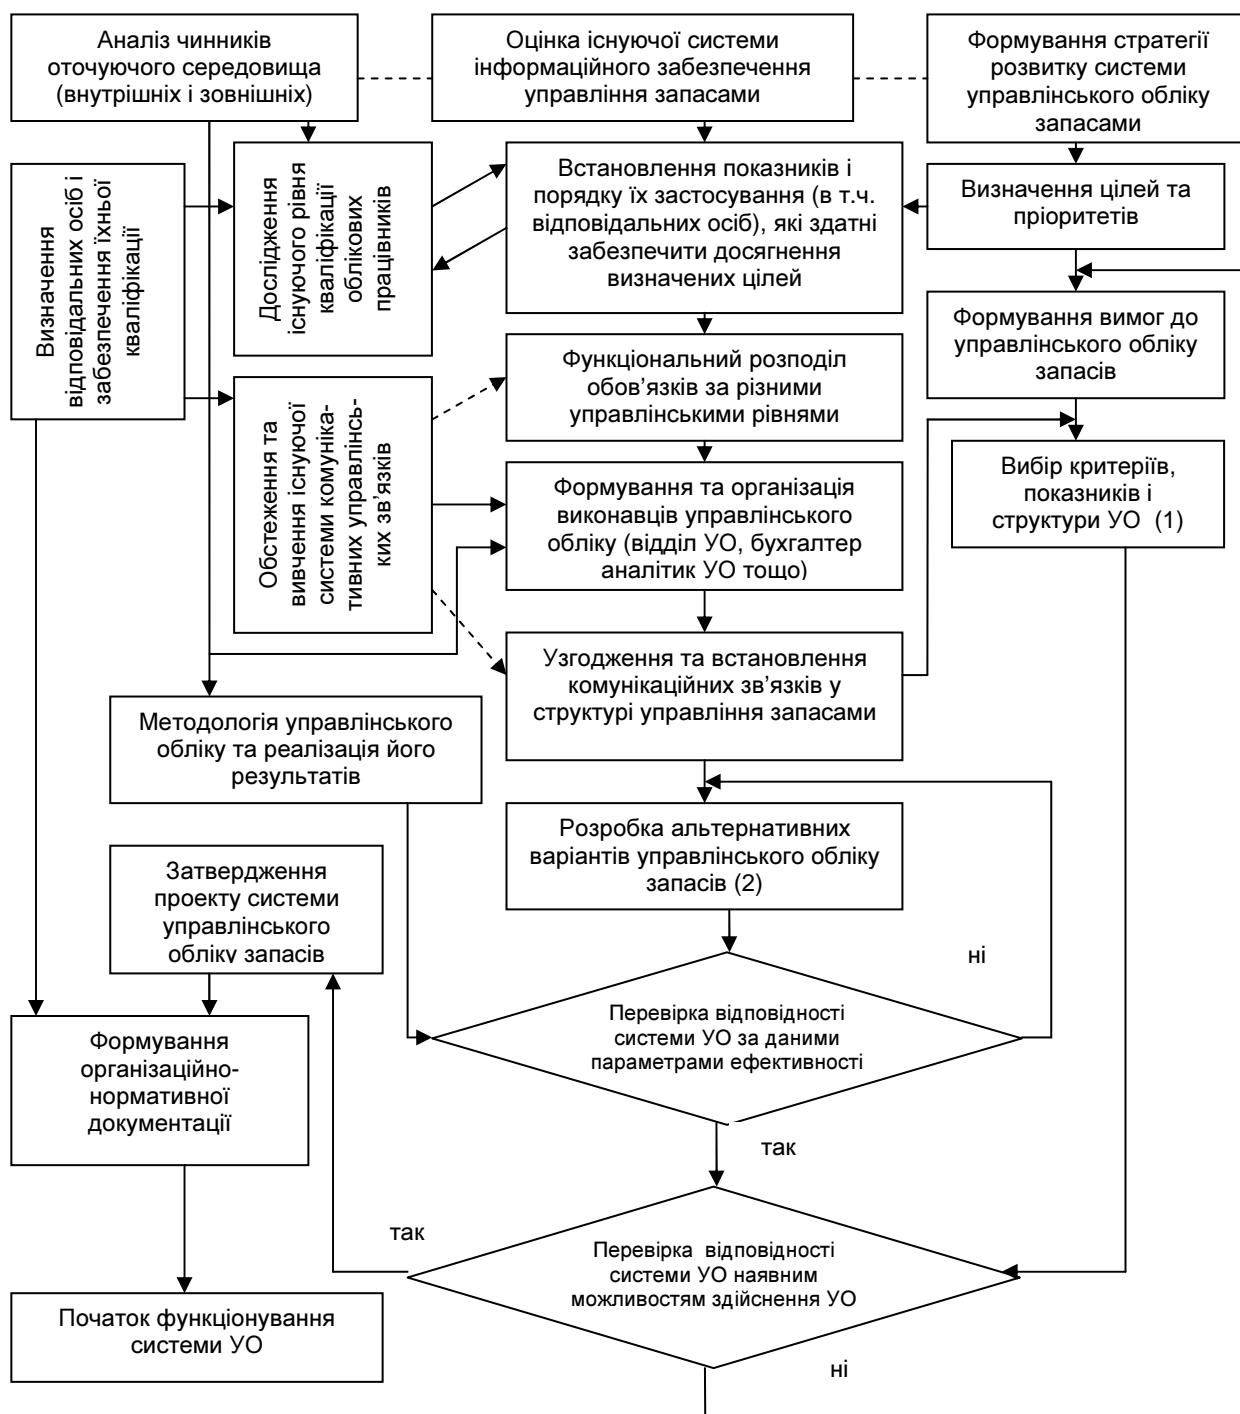 Аналіз чинників
оточуючого середовища
(внутрішніх і зовнішніх)
Оцінка існуючої системи
інформаційного забезпечення
управління запасами
Формування стратегії
розвитку системи
управлінського обліку
запасами
Визначення
відповідальних осіб і
забезпечення їхньої
кваліфікації
Дослідження
існуючого рівня
кваліфікації
облікових
працівників
Встановлення показників і
порядку їх застосування (в т.ч.
відповідальних осіб), які здатні
забезпечити досягнення
визначених цілей
Визначення цілей та
пріоритетів
Формування вимог до
управлінського обліку
запасів
Функціональний розподіл
обов’язків за різними
управлінськими рівнями
Обстеження та
вивчення існуючої
системи комуніка-
тивних управлінсь-
ких зв’язків
Формування та організація
виконавців управлінського
обліку (відділ УО, бухгалтер
аналітик УО тощо)
Вибір критеріїв,
показників і
структури УО (1)
Узгодження та встановлення
комунікаційних зв’язків у
структурі управління запасами
Методологія управлінського
обліку та реалізація його
результатів
Розробка альтернативних
варіантів управлінського обліку
запасів (2)
Затвердження
проекту системи
управлінського
обліку запасів
ні
Перевірка відповідності
системи УО за даними
параметрами ефективності
Формування
організаційно-
нормативної
документації
так
так
Перевірка відповідності
системи УО наявним
можливостям здійснення УО
Початок функціонування
системи УО
ні